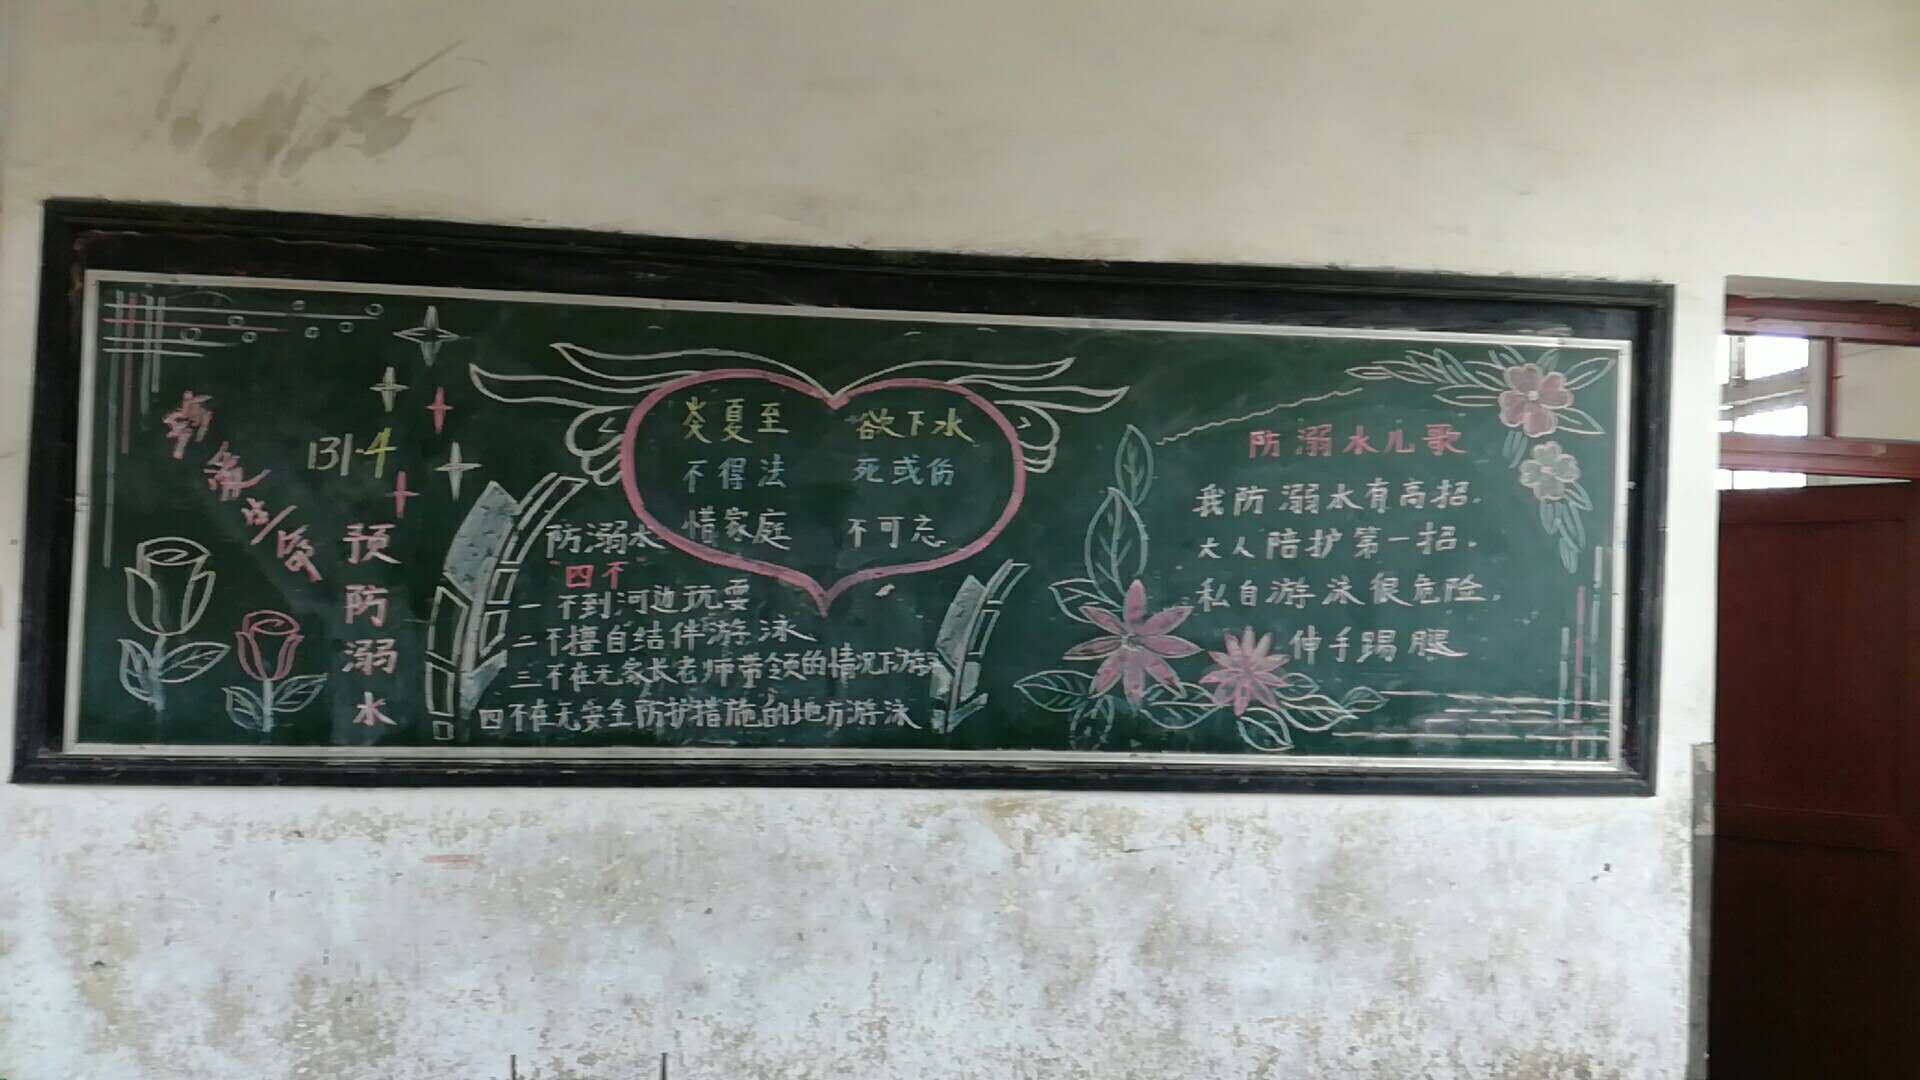 珍爱生命
131·4
预防溺水
炎夏至 欲下水
不得法 死或伤
惜家庭 不可忘
防溺水
"四不"
一不到河边玩耍
二不擅自结伴游泳
三不在无家长老师带领的情况下游泳
四不在无安全防护措施的地方游泳
防溺水儿歌
我防溺水有高招.
大人陪护第一招.
私自游泳很危险.
伸手踢腿